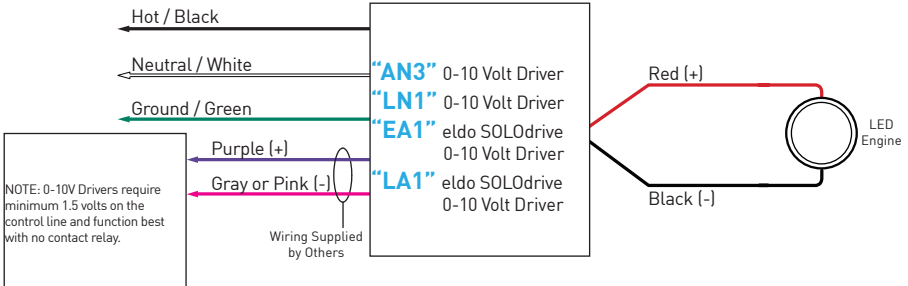 Hot / Black
Neutral / White
Ground / Green
Purple (+)
Gray or Pink (-)
NOTE: 0-10V Drivers require
minimum 1.5 volts on the
control line and function best
with no contact relay.
Wiring Supplied
by Others
“AN3” 0-10 Volt Driver
“LN1” 0-10 Volt Driver
“EA1” eldo SOLOdrive
0-10 Volt Driver
“LA1” eldo SOLOdrive
0-10 Volt Driver
Red (+)
Black (-)
LED
Engine